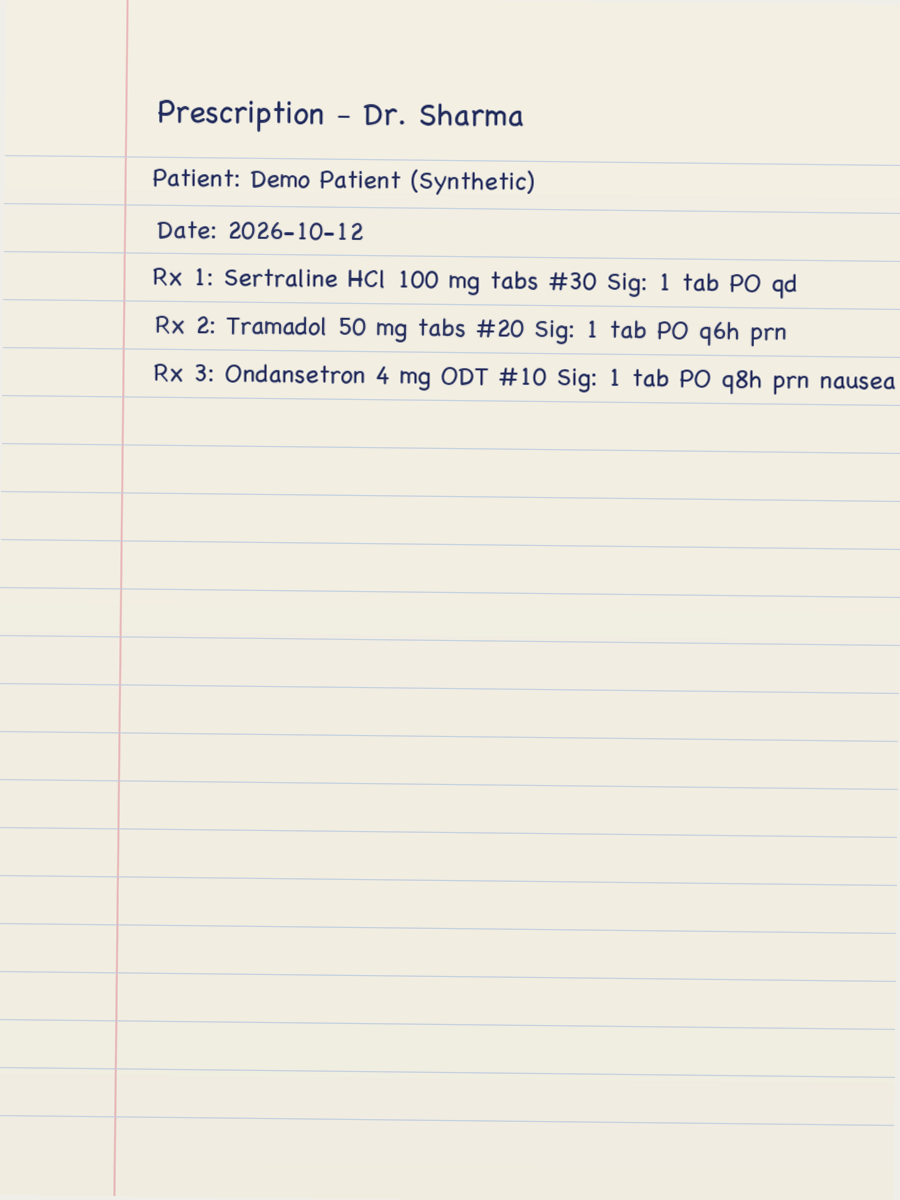 Prescription - Dr. Sharma
Patient: Demo Patient (Synthetic)
Date: 2026-10-12
Rx 1: Sertraline HCl 100 mg tabs #30 Sig: 1 tab PO qd
Rx 2: Tramadol 50 mg tabs #20 Sig: 1 tab PO q6h prn
Rx 3: Ondansetron 4 mg ODT #10 Sig: 1 tab PO q8h prn nausea